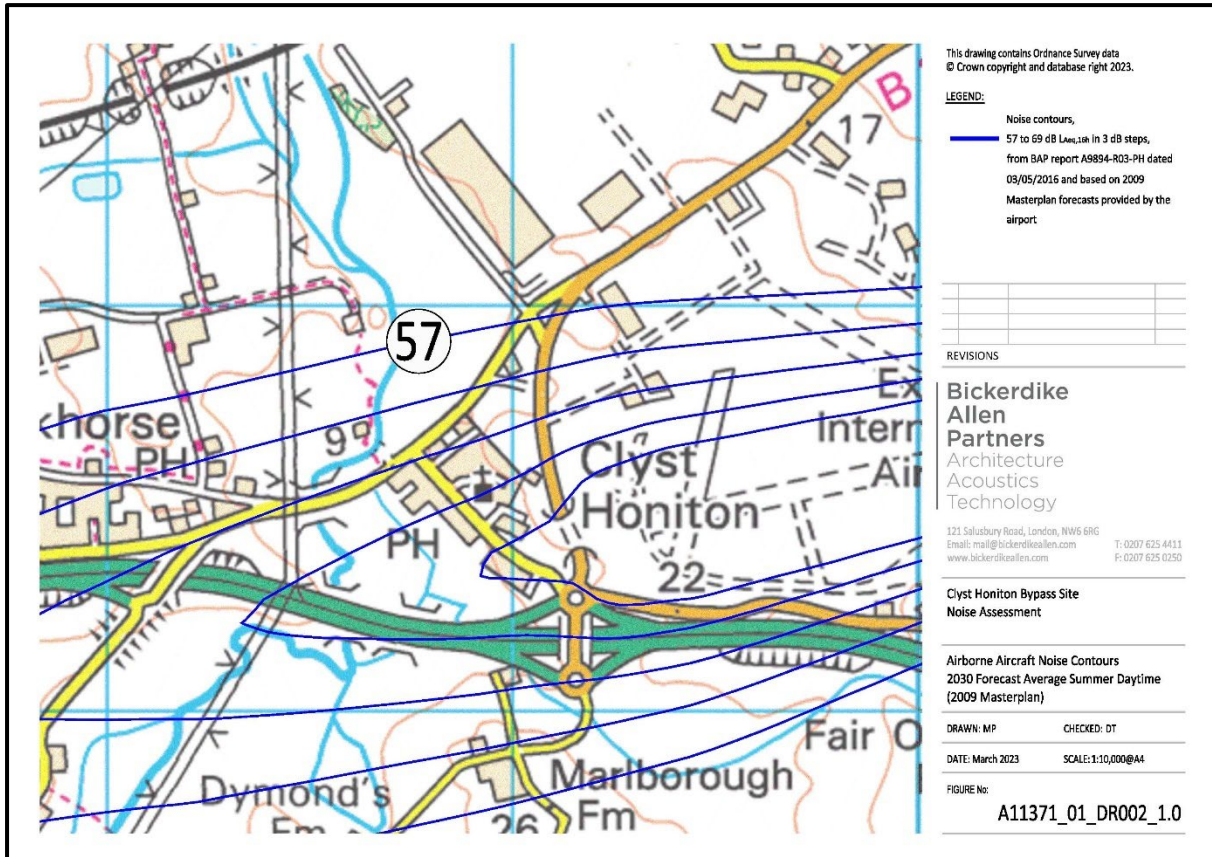 This drawing contains Ordnance Survey data
© Crown copyright and database right 2023.
LEGEND:
Noise contours,
57 to 69 dB LAeq,16h in 3 dB steps,
from BAP report A9894-R03-PH dated
03/05/2016 and based on 2009
Masterplan forecasts provided by the
airport
REVISIONS
Bickerdike
Allen
Partners
Architecture
Acoustics
Technology
121 Salusbury Road, London, NW6 6RG
Email: mail@bickerdikeallen.com T: 0207 625 4411
www.bickerdikeallen.com F: 0207 625 0250
Clyst Honiton Bypass Site
Noise Assessment
Airborne Aircraft Noise Contours
2030 Forecast Average Summer Daytime
(2009 Masterplan)
DRAWN: MP CHECKED: DT
DATE: March 2023 SCALE: 1:10,000@A4
FIGURE No:
A11371_01_DR002_1.0
B
17
57
khorse
PH
9
Ex
Intern
Air
Clyst
Honiton
PH
22
Fair O
Dymond's
Fm
Marlborough
Fm
26